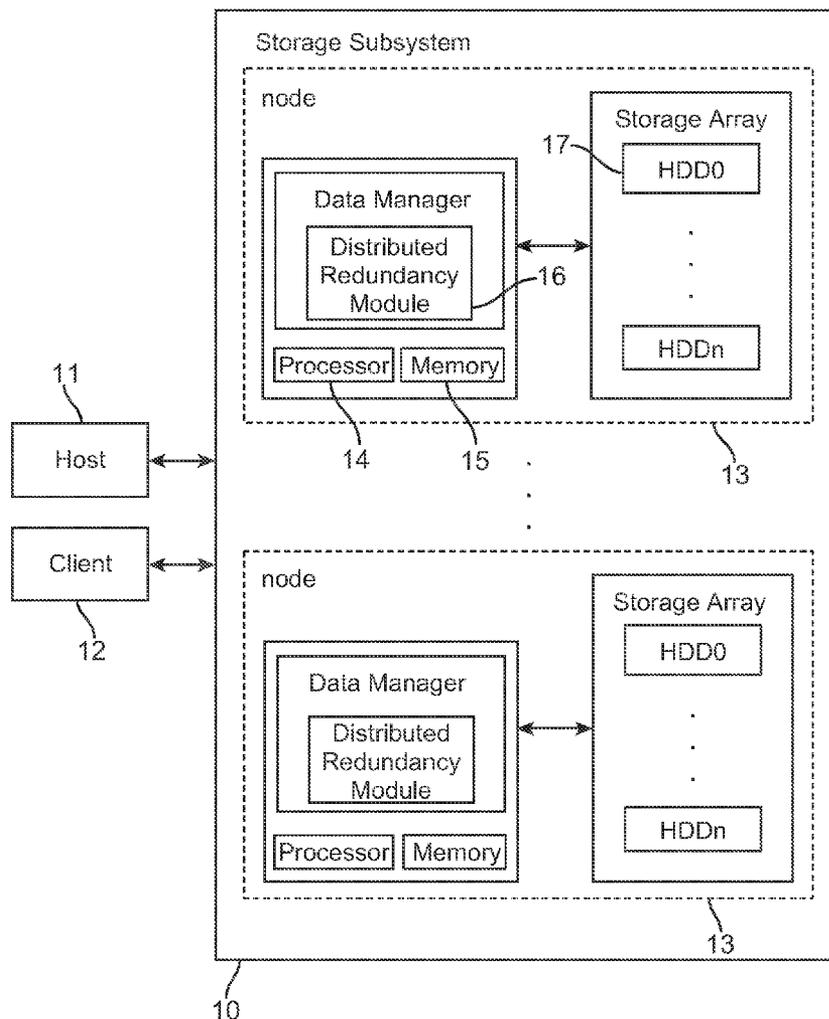 Storage Subsystem
node
Storage Array
17
HDD0
Data Manager
Distributed
Redundancy
Module
16
HDDn
Processor
Memory
11
Host
14
15
13
Client
12
node
Storage Array
HDD0
Data Manager
Distributed
Redundancy
Module
HDDn
Processor
Memory
13
10